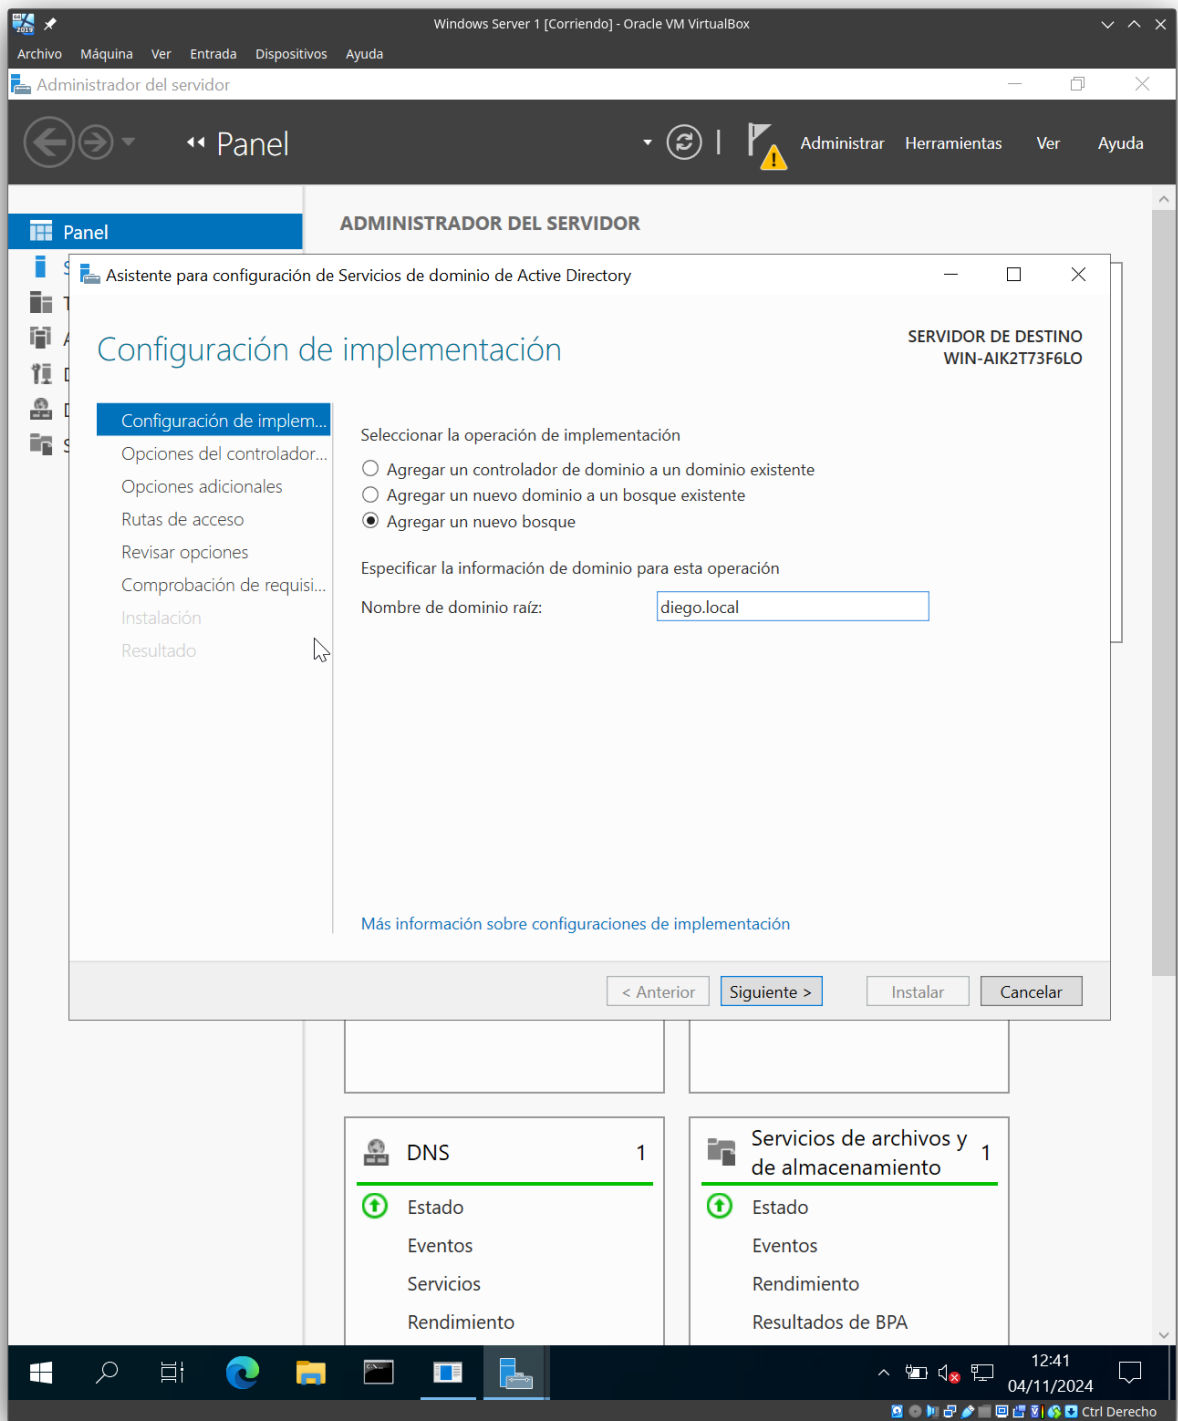 Windows Server 1 [Corriendo] - Oracle VM VirtualBox
Archivo Máquina Ver Entrada Dispositivos Ayuda
Administrador del servidor
Panel
Administrar Herramientas Ver Ayuda
Panel
ADMINISTRADOR DEL SERVIDOR
Asistente para configuración de Servicios de dominio de Active Directory
Configuración de implementación
SERVIDOR DE DESTINO
WIN-AIK2T73F6LO
Configuración de implem...
Opciones del controlador...
Opciones adicionales
Rutas de acceso
Revisar opciones
Comprobación de requisi...
Instalación
Resultado
Seleccionar la operación de implementación
Agregar un controlador de dominio a un dominio existente
Agregar un nuevo dominio a un bosque existente
Agregar un nuevo bosque
Especificar la información de dominio para esta operación
Nombre de dominio raíz: diego.local
Más información sobre configuraciones de implementación
< Anterior Siguiente > Instalar Cancelar
DNS 1
Estado
Eventos
Servicios
Rendimiento
Servicios de archivos y
de almacenamiento 1
Estado
Eventos
Rendimiento
Resultados de BPA
12:41
04/11/2024
Ctrl Derecho